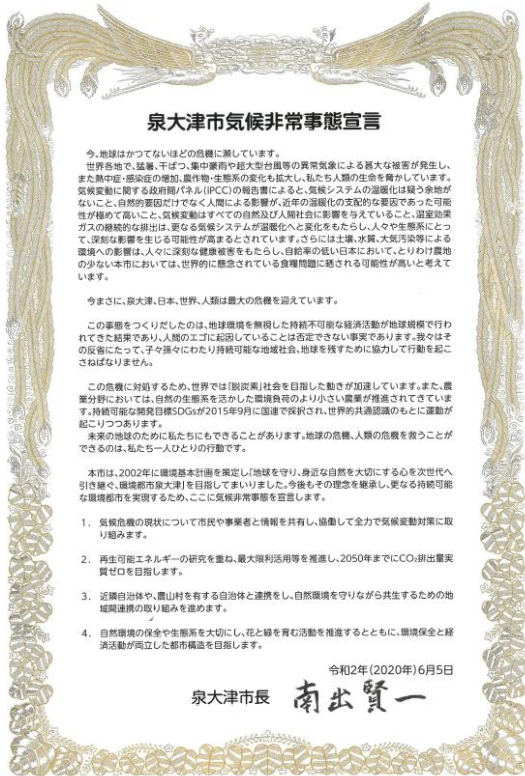 泉大津市気候非常事態宣言
今、地球はかつてないほどの危機に瀕しています。
世界各地で、猛暑、干ばつ、集中豪雨や超大型台風等の異常気象による甚大な被害が発生し、
また熱中症・感染症の増加、農作物・生態系の変化も拡大し、私たち人類の生命を脅かしています。
気候変動に関する政府間パネル(IPCC)の報告書によると、気候システムの温暖化は疑う余地が
ないこと、自然的要因だけでなく人間による影響が、近年の温暖化の支配的な要因であった可能
性が極めて高いこと、気候変動はすべての自然及び人間社会に影響を与えていること、温室効果
ガスの継続的な排出は、更なる気候システムが温暖化へと変化をもたらし、人々や生態系にとっ
て、深刻な影響を生じる可能性が高まるとされています。さらには土壌、水質、大気汚染等による
環境への影響は、人々に深刻な健康被害をもたらし、自給率の低い日本において、とりわけ農地
の少ない本市においては、世界的に懸念されている食糧問題に晒される可能性が高いと考えて
います。
今まさに、泉大津、日本、世界、人類は最大の危機を迎えています。
この事態をつくりだしたのは、地球環境を無視した持続不可能な経済活動が地球規模で行わ
れてきた結果であり、人間のエゴに起因していることは否定できない事実であります。我々はそ
の反省にたって、子々孫々にわたり持続可能な地域社会、地球を残すために協力して行動を起こ
さねばなりません。
この危機に対処するため、世界では「脱炭素」社会を目指した動きが加速しています。また、農
業分野においては、自然の生態系を活かした環境負荷のより小さい農業が推進されてきていま
す。持続可能な開発目標SDGsが2015年9月に国連で採択され、世界的共通認識のもとに運動が
起こりつつあります。
未来の地球のために私たちにもできることがあります。地球の危機、人類の危機を救うことが
できるのは、私たち一人ひとりの行動です。
本市は、2002年に環境基本計画を策定し「地球を守り、身近な自然を大切にする心を次世代へ
引き継ぐ、環境都市泉大津」を目指してまいりました。今後もその理念を継承し、更なる持続可能
な環境都市を実現するため、ここに気候非常事態を宣言します。
1. 気候危機の現状について市民や事業者と情報を共有し、協働して全力で気候変動対策に取
り組みます。
2. 再生可能エネルギーの研究を重ね、最大限利活用等を推進し、2050年までにCO₂排出量実
質ゼロを目指します。
3. 近隣自治体や、農山村を有する自治体と連携をし、自然環境を守りながら共生するための地
域間連携の取り組みを進めます。
4. 自然環境の保全や生態系を大切にし、花と緑を育む活動を推進するとともに、環境保全と経
済活動が両立した都市構造を目指します。
令和2年(2020年)6月5日
泉大津市長 南出賢一